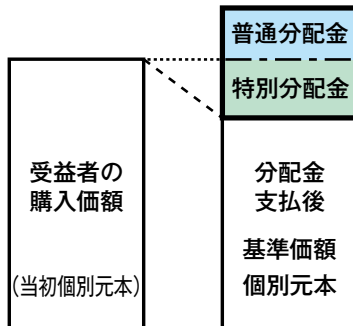 普通分配金
特別分配金
受益者の
購入価額
(当初個別元本)
分配金
支払後
基準価額
個別元本